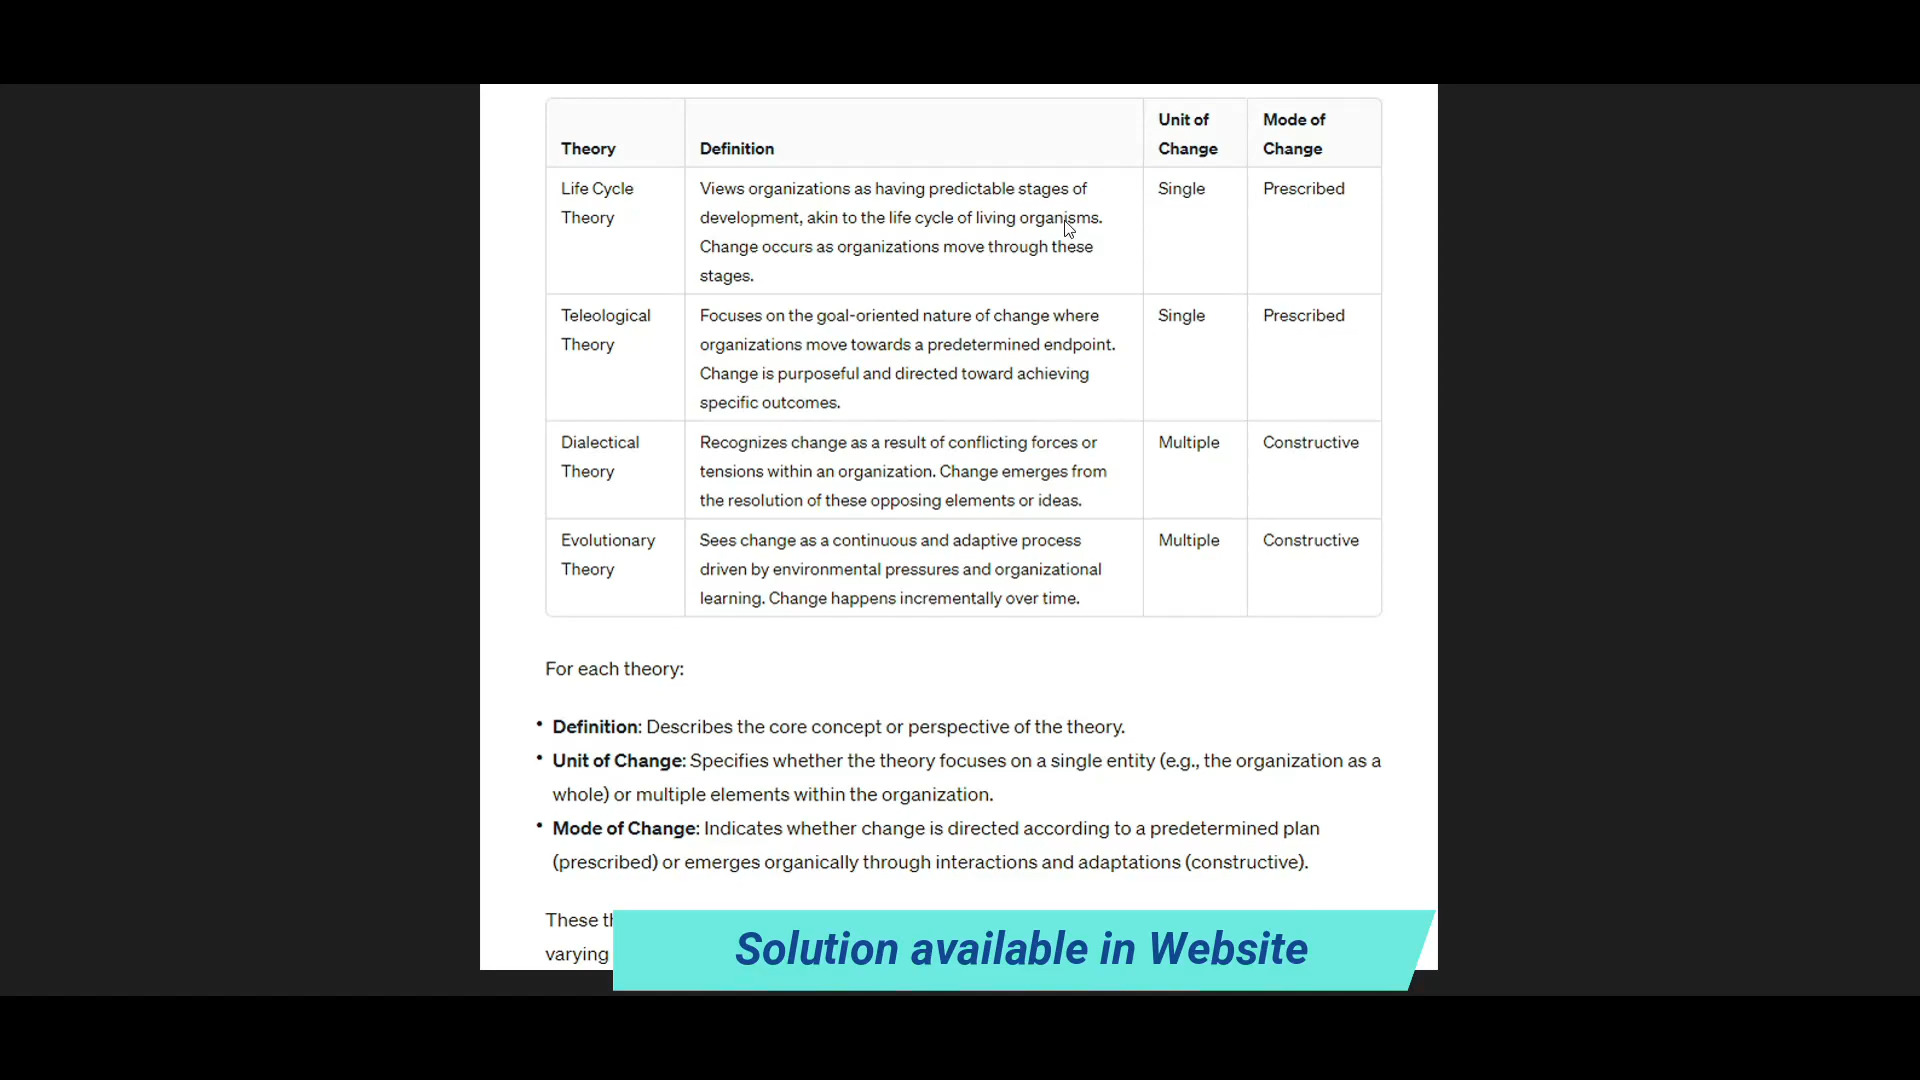 Theory Definition Unit of Change Mode of Change
Life Cycle Theory
Views organizations as having predictable stages of
development, akin to the life cycle of living organisms.
Change occurs as organizations move through these
stages.
Single
Prescribed
Teleological Theory
Focuses on the goal-oriented nature of change where
organizations move towards a predetermined endpoint.
Change is purposeful and directed toward achieving
specific outcomes.
Single
Prescribed
Dialectical Theory
Recognizes change as a result of conflicting forces or
tensions within an organization. Change emerges from
the resolution of these opposing elements or ideas.
Multiple
Constructive
Evolutionary Theory
Sees change as a continuous and adaptive process
driven by environmental pressures and organizational
learning. Change happens incrementally over time.
Multiple
Constructive
For each theory:
• Definition: Describes the core concept or perspective of the theory.
• Unit of Change: Specifies whether the theory focuses on a single entity (e.g., the organization as a
whole) or multiple elements within the organization.
• Mode of Change: Indicates whether change is directed according to a predetermined plan
(prescribed) or emerges organically through interactions and adaptations (constructive).
These
varying
Solution available in Website